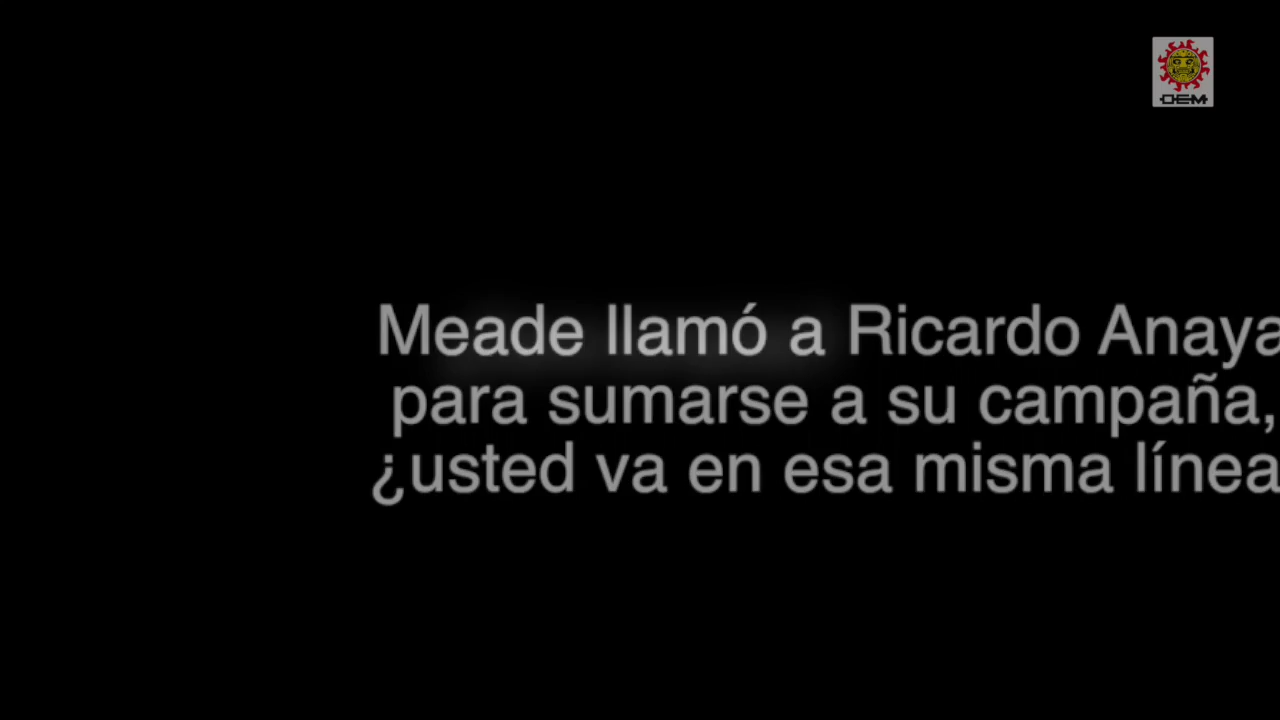 OEM
Meade llamó a Ricardo Anaya
para sumarse a su campaña,
¿usted va en esa misma línea